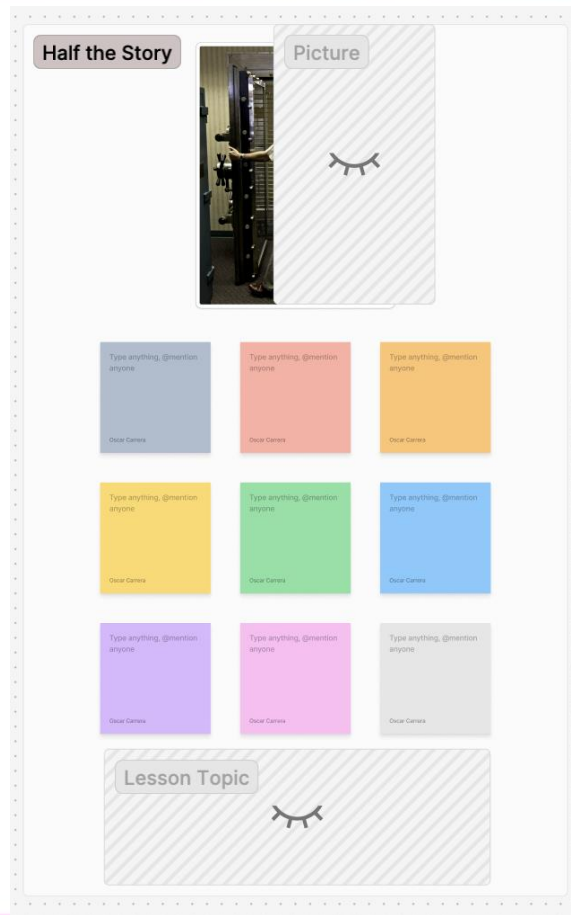 Half the Story
Picture
Type anything, @mention
anyone
Oscar Carrera
Type anything, @mention
anyone
Oscar Carrera
Type anything, @mention
anyone
Oscar Carrera
Type anything, @mention
anyone
Oscar Carrera
Type anything, @mention
anyone
Oscar Carrera
Type anything, @mention
anyone
Oscar Carrera
Type anything, @mention
anyone
Oscar Carrera
Type anything, @mention
anyone
Oscar Carrera
Type anything, @mention
anyone
Oscar Carrera
Lesson Topic